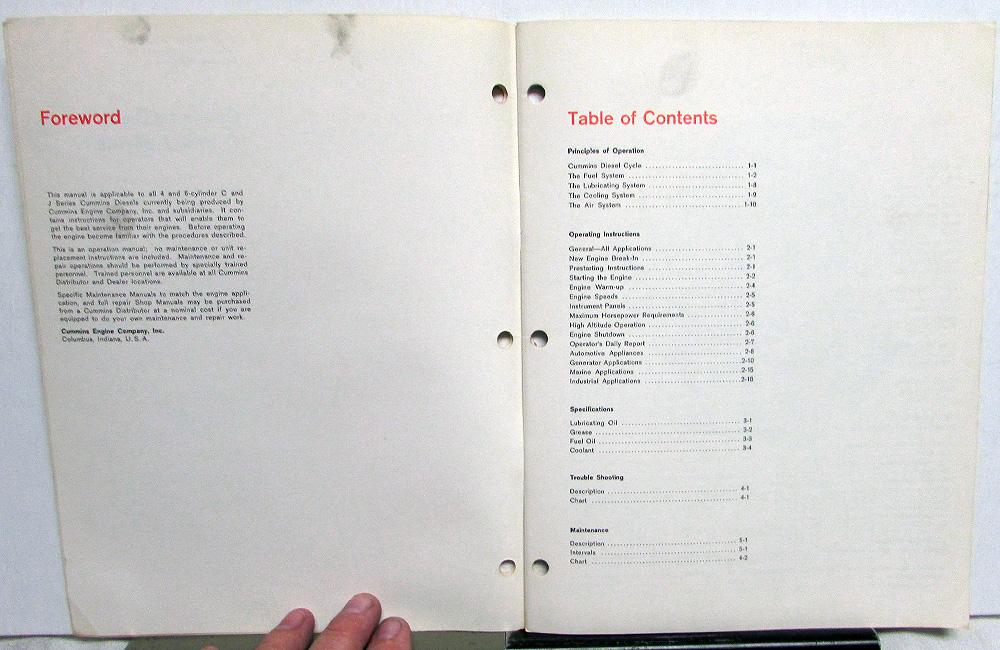 Foreword
This manual is applicable to all 4 and 6-cylinder C and
J Series Cummins Diesels currently being produced by
Cummins Engine Company, Inc. and subsidiaries. It con-
tains instructions for operators that will enable them to
get the best service from their engines. Before operating
the engine become familiar with the procedures described.
This is an operation manual; no maintenance or unit re-
placement instructions are included. Maintenance and re-
pair operations should be performed by specially trained
personnel. Trained personnel are available at all Cummins
Distributor and Dealer locations.
Specific Maintenance Manuals to match the engine appli-
cation, and full repair Shop Manuals may be purchased
from a Cummins Distributor at a nominal cost if you are
equipped to do your own maintenance and repair work.
Cummins Engine Company, Inc.
Columbus, Indiana, U.S.A.
Table of Contents
Principles of Operation
Cummins Diesel Cycle 1-1
The Fuel System 1-2
The Lubricating System 1-8
The Cooling System 1-9
The Air System 1-10
Operating Instructions
General—All Applications 2-1
New Engine Break-In 2-1
Prestarting Instructions 2-1
Starting the Engine 2-2
Engine Warm-up 2-4
Engine Speeds 2-5
Instrument Panels 2-5
Maximum Horsepower Requirements 2-6
High Altitude Operation 2-6
Engine Shutdown 2-6
Operator's Daily Report 2-7
Automotive Appliances 2-8
Generator Applications 2-10
Marine Applications 2-15
Industrial Applications 2-18
Specifications
Lubricating Oil 3-1
Grease 3-2
Fuel Oil 3-3
Coolant 3-4
Trouble Shooting
Description 4-1
Chart 4-1
Maintenance
Description 5-1
Intervals 5-1
Chart 4-2